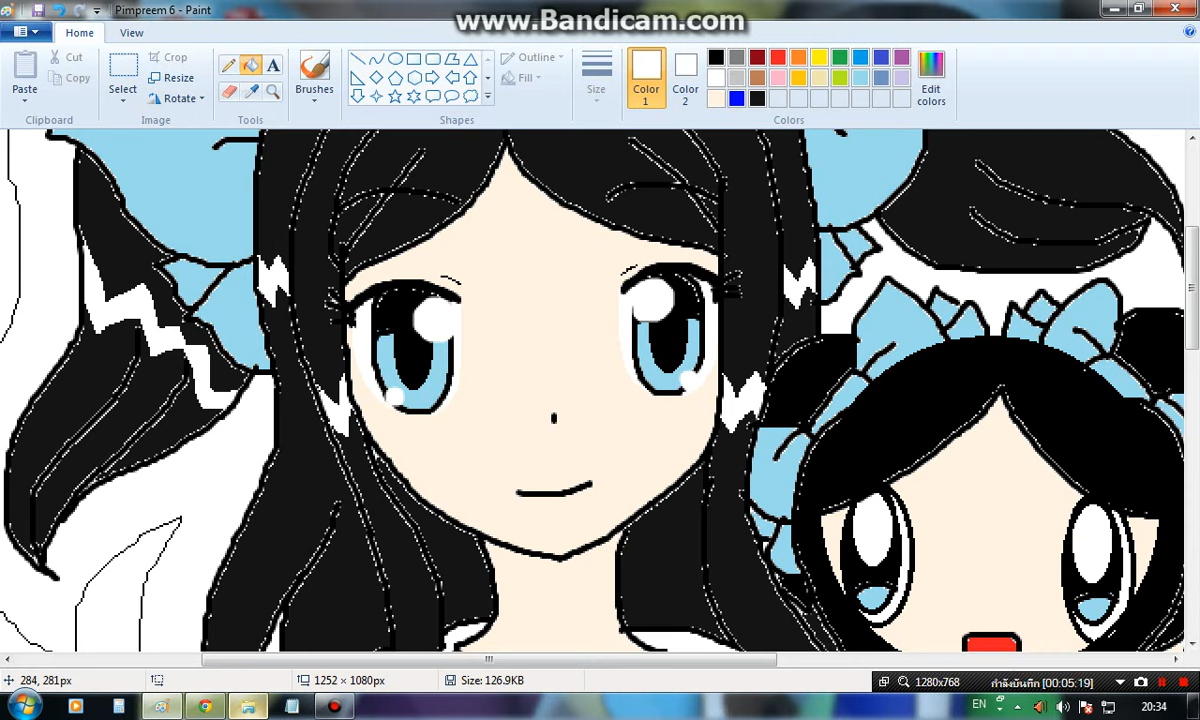 Pimpreem 6 - Paint
www.Bandicam.com
Home
View
Paste
Cut
Copy
Clipboard
Select
Crop
Resize
Rotate
Image
A
Tools
Brushes
Outline
Fill
Shapes
Size
Color
1
Color
2
Edit
colors
Colors
284, 281px
1252 × 1080px
Size: 126.9KB
1280x768
กำลังบันทึก [00:05:19]
EN
20:34